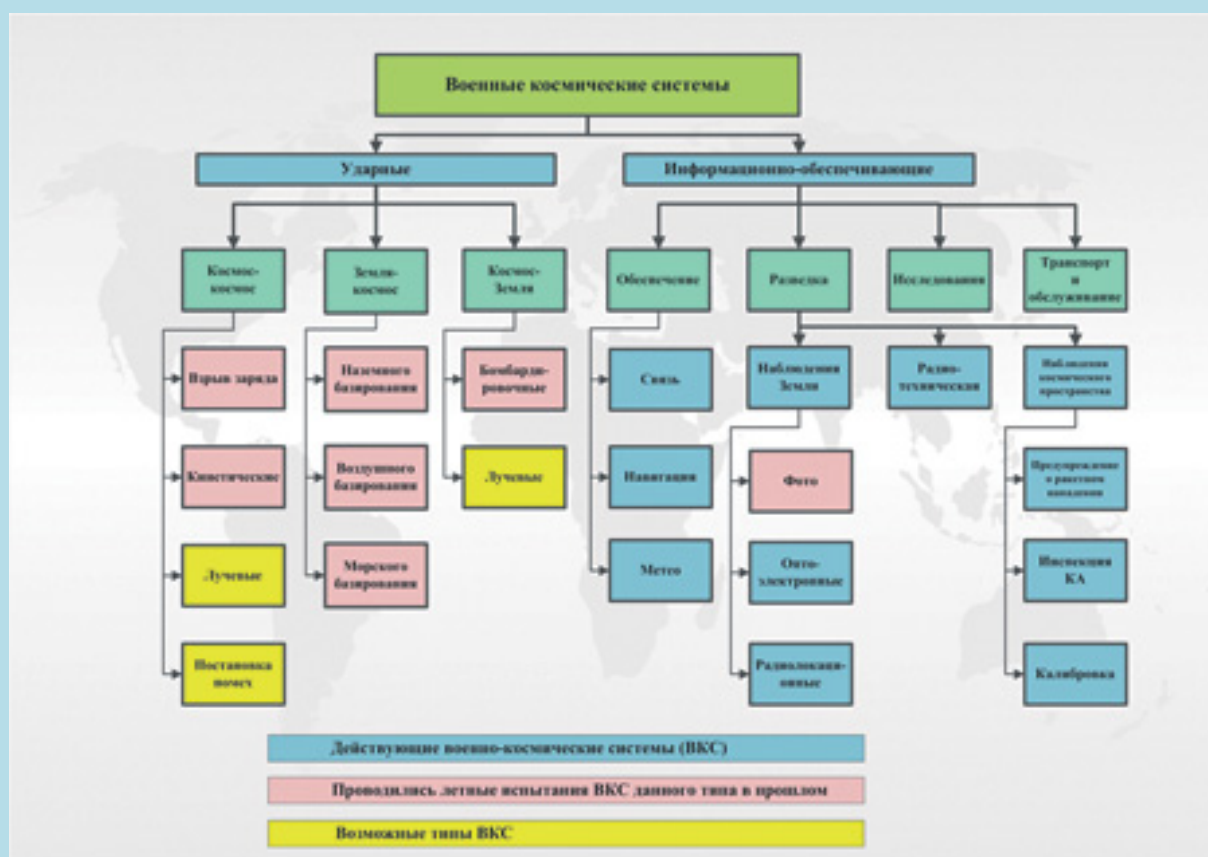 Военные космические системы
Ударные
Информационно-обеспечивающие
Космос-
космос
Земля-
космос
Космос-
Земля
Обеспечение
Разведка
Исследования
Транспорт
и
обслуживание
Взрыв заряда
Наземного
базирования
Бомбарди-
ровочные
Связь
Наблюдения
Земли
Радио-
техническая
Наблюдения
космического
пространства
Кинетические
Воздушного
базирования
Лучевые
Навигация
Фото
Предупреждение
о ракетном
нападении
Лучевые
Морского
базирования
Метео
Опто-
электронные
Инспекция
КА
Постановка
помех
Радиолокаци-
онные
Калибровка
Действующие военно-космические системы (ВКС)
Проводились летные испытания ВКС данного типа в прошлом
Возможные типы ВКС